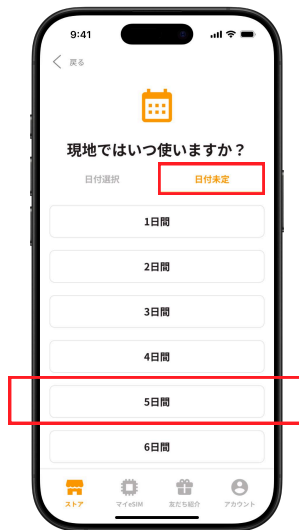 9:41
戻る
現地ではいつ使いますか？
日付選択 日付未定
1日間
2日間
3日間
4日間
5日間
6日間
ストア マイeSIM 友だち紹介 アカウント